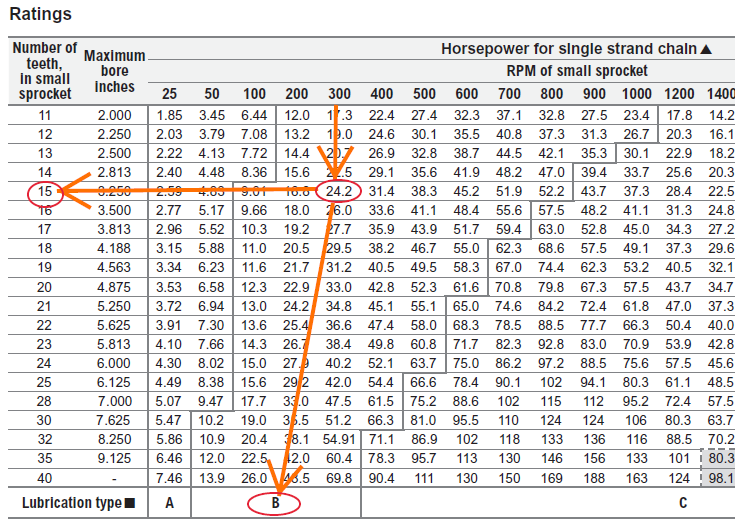 Ratings
Number of teeth, in small sprocket Maximum bore inches Horsepower for single strand chain ▲
RPM of small sprocket
25 50 100 200 300 400 500 600 700 800 900 1000 1200 1400
11 2.000 1.85 3.45 6.44 12.0 22.4 27.4 32.3 37.1 32.8 27.5 23.4 17.8 14.2
12 2.250 2.03 3.79 7.08 13.2 24.6 30.1 35.5 40.8 37.3 31.3 26.7 20.3 16.1
13 2.500 2.22 4.13 7.72 14.4 26.9 32.8 38.7 44.5 42.1 35.3 30.1 22.9 18.2
14 2.813 2.40 4.48 8.36 15.6 29.1 35.6 41.9 48.2 47.0 39.4 33.7 25.6 20.3
15 3.250 2.59 4.83 9.01 24.2 31.4 38.3 45.2 51.9 52.2 43.7 37.3 28.4 22.5
16 3.500 2.77 5.17 9.66 18.0 26.0 33.6 41.1 48.4 55.6 57.5 48.2 41.1 31.3 24.8
17 3.813 2.96 5.52 10.3 19.2 27.7 35.9 43.9 51.7 59.4 63.0 52.8 45.0 34.3 27.2
18 4.188 3.15 5.88 11.0 20.5 29.5 38.2 46.7 55.0 62.3 68.6 57.5 49.1 37.3 29.6
19 4.563 3.34 6.23 11.6 21.7 31.2 40.5 49.5 58.3 67.0 74.4 62.3 53.2 40.5 32.1
20 4.875 3.53 6.58 12.3 22.9 33.0 42.8 52.3 61.6 70.8 79.8 67.3 57.5 43.7 34.7
21 5.250 3.72 6.94 13.0 24.2 34.8 45.1 55.1 65.0 74.6 84.2 72.4 61.8 47.0 37.3
22 5.625 3.91 7.30 13.6 25.4 36.6 47.4 58.0 68.3 78.5 88.5 77.7 66.3 50.4 40.0
23 5.813 4.10 7.66 14.3 26.7 38.4 49.8 60.8 71.7 82.3 92.8 83.0 70.9 53.9 42.8
24 6.000 4.30 8.02 15.0 27.9 40.2 52.1 63.7 75.0 86.2 97.2 88.5 75.6 57.5 45.6
25 6.125 4.49 8.38 15.6 29.2 42.0 54.4 66.6 78.4 90.1 102 94.1 80.3 61.1 48.5
28 7.000 5.07 9.47 17.7 33.0 47.5 61.5 75.2 88.6 102 115 112 95.2 72.4 57.5
30 7.625 5.47 10.2 19.0 35.5 51.2 66.3 81.0 95.5 110 124 124 106 80.3 63.7
32 8.250 5.86 10.9 20.4 38.1 54.91 71.1 86.9 102 118 133 136 116 88.5 70.2
35 9.125 6.46 12.0 22.5 42.0 60.4 78.3 95.7 113 130 146 156 133 101 80.3
40 - 7.46 13.9 26.0 69.8 90.4 111 130 150 169 188 163 124 98.1
Lubrication type ■ A B C